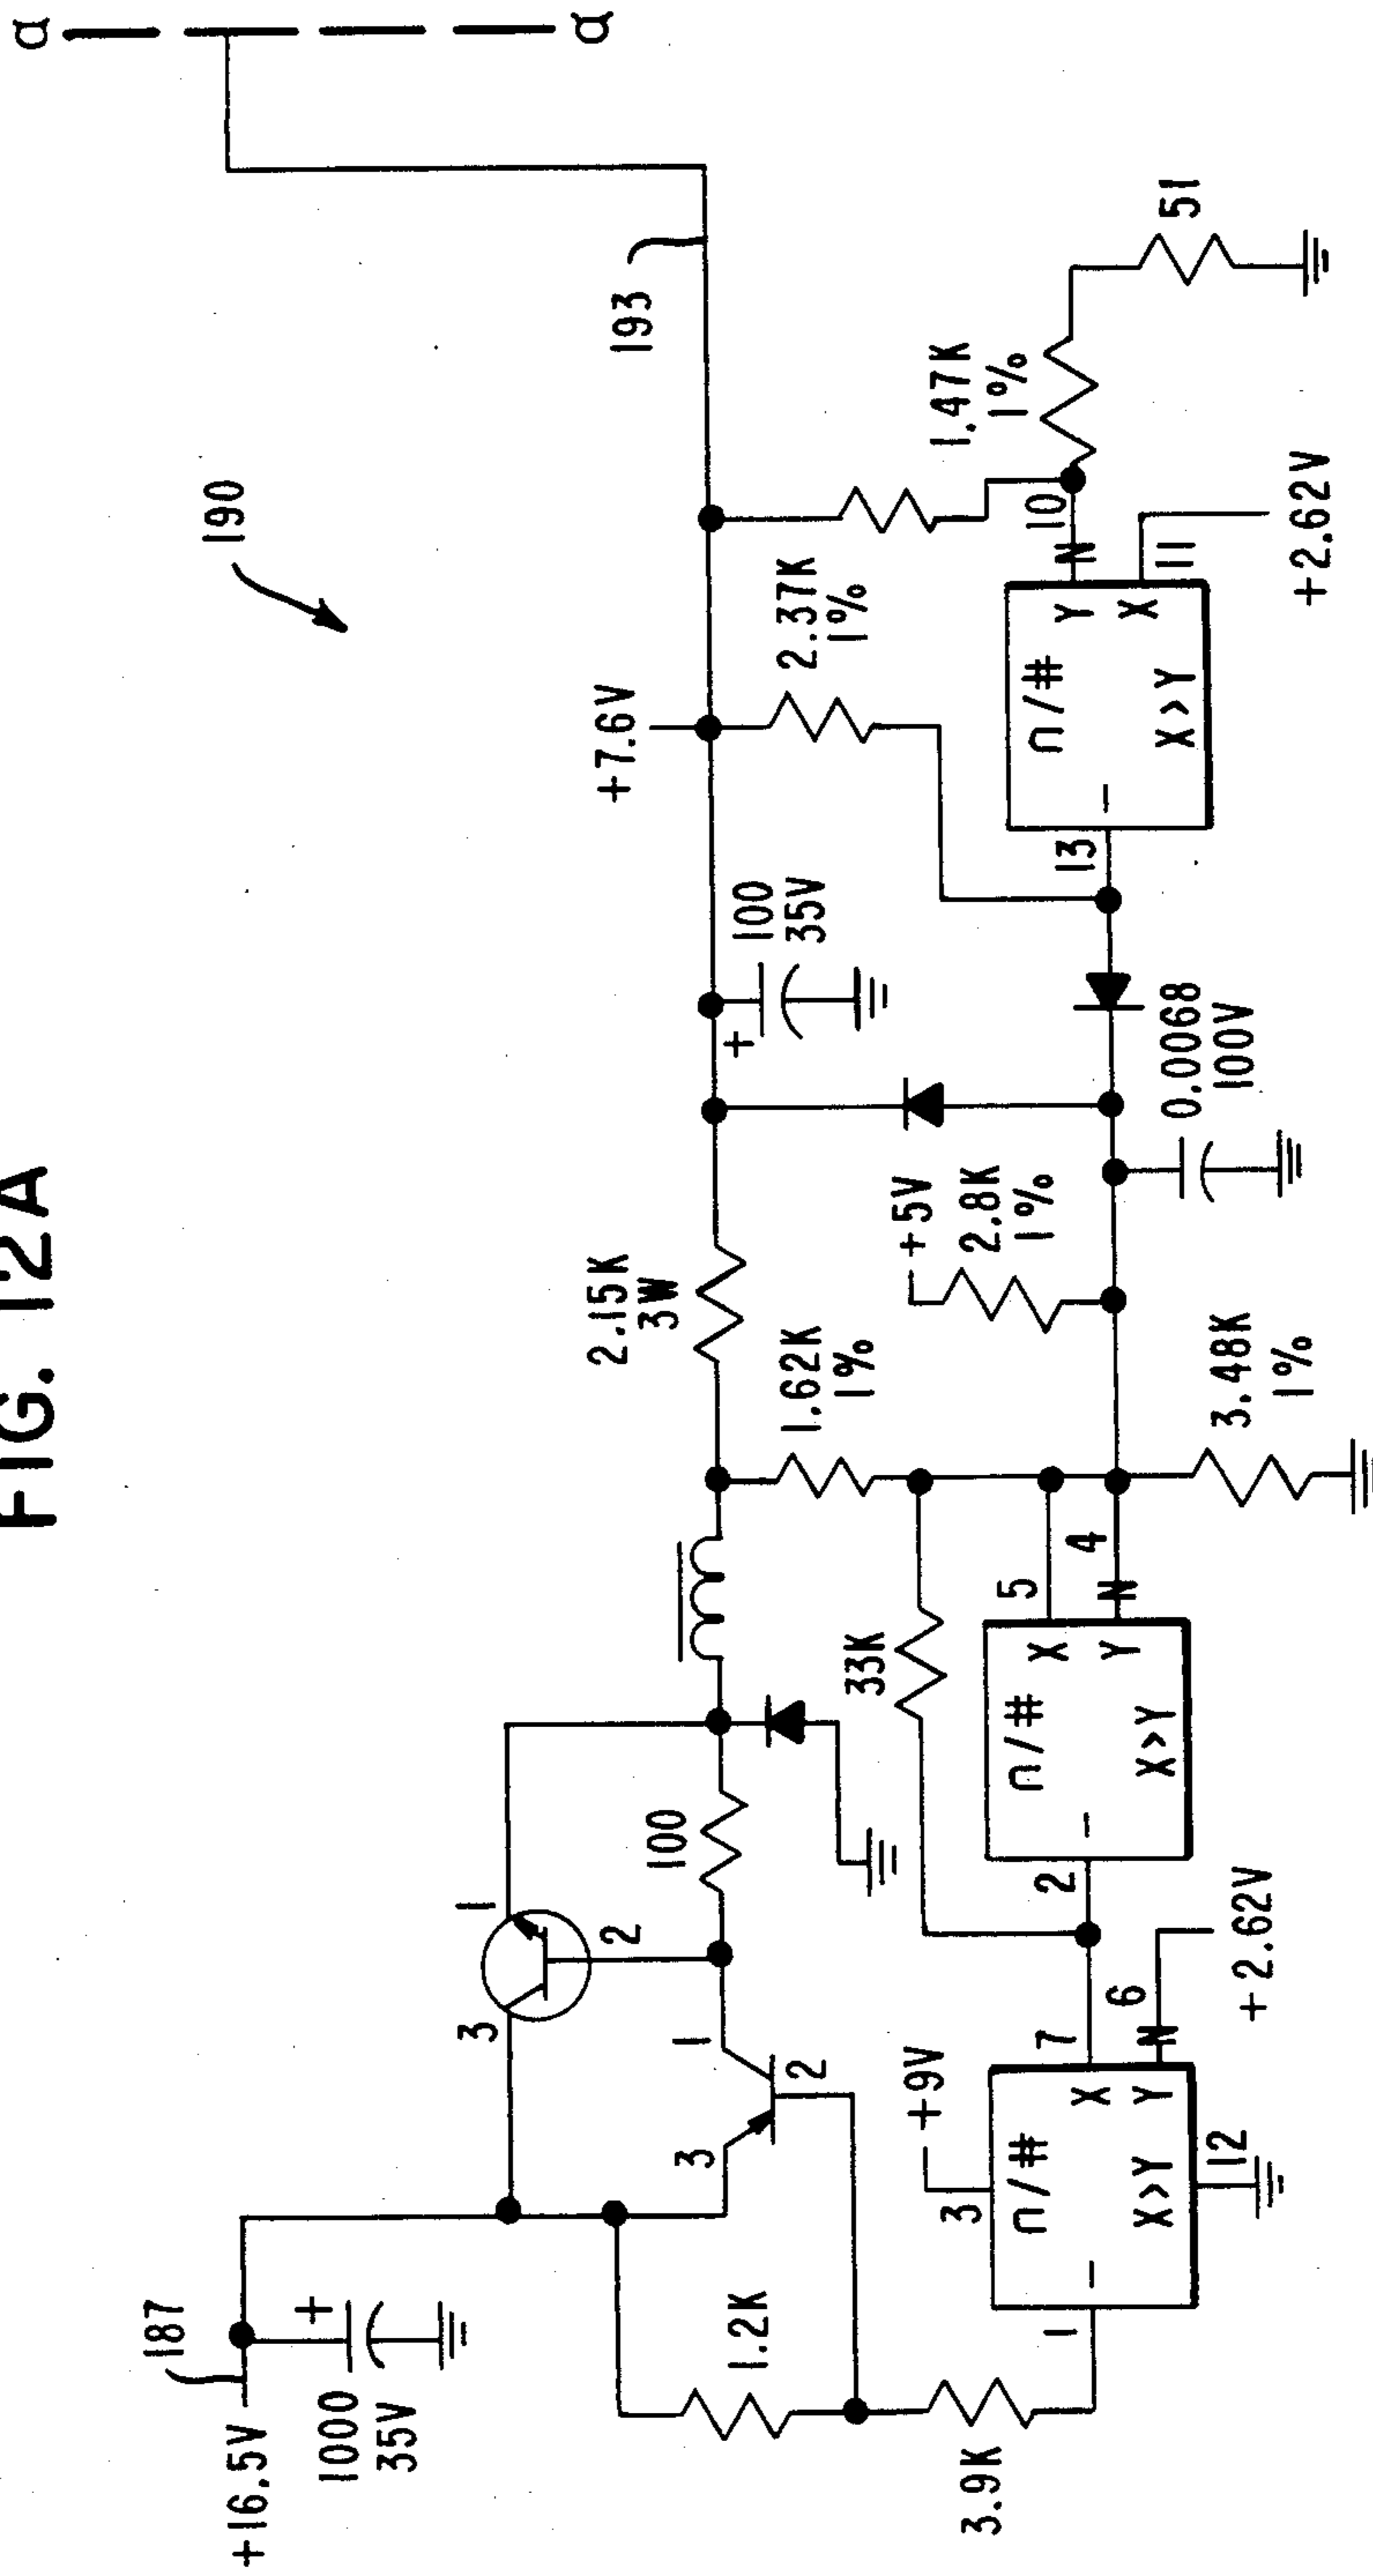 FIG. 12A
a
a
190
187
+16.5V
1000
35V
+
3
1
2
3
1
2
100
1.2K
3.9K
+9V
3
1
∩/#
X>Y
X
Y
7
6
N
12
+2.62V
33K
2
∩/#
X>Y
X
Y
5
4
N
2.15K
3W
1.62K
1%
3.48K
1%
+5V
2.8K
1%
0.0068
100V
+
100
35V
+7.6V
193
2.37K
1%
13
∩/#
X>Y
Y
X
10
N
11
+2.62V
1.47K
1%
51